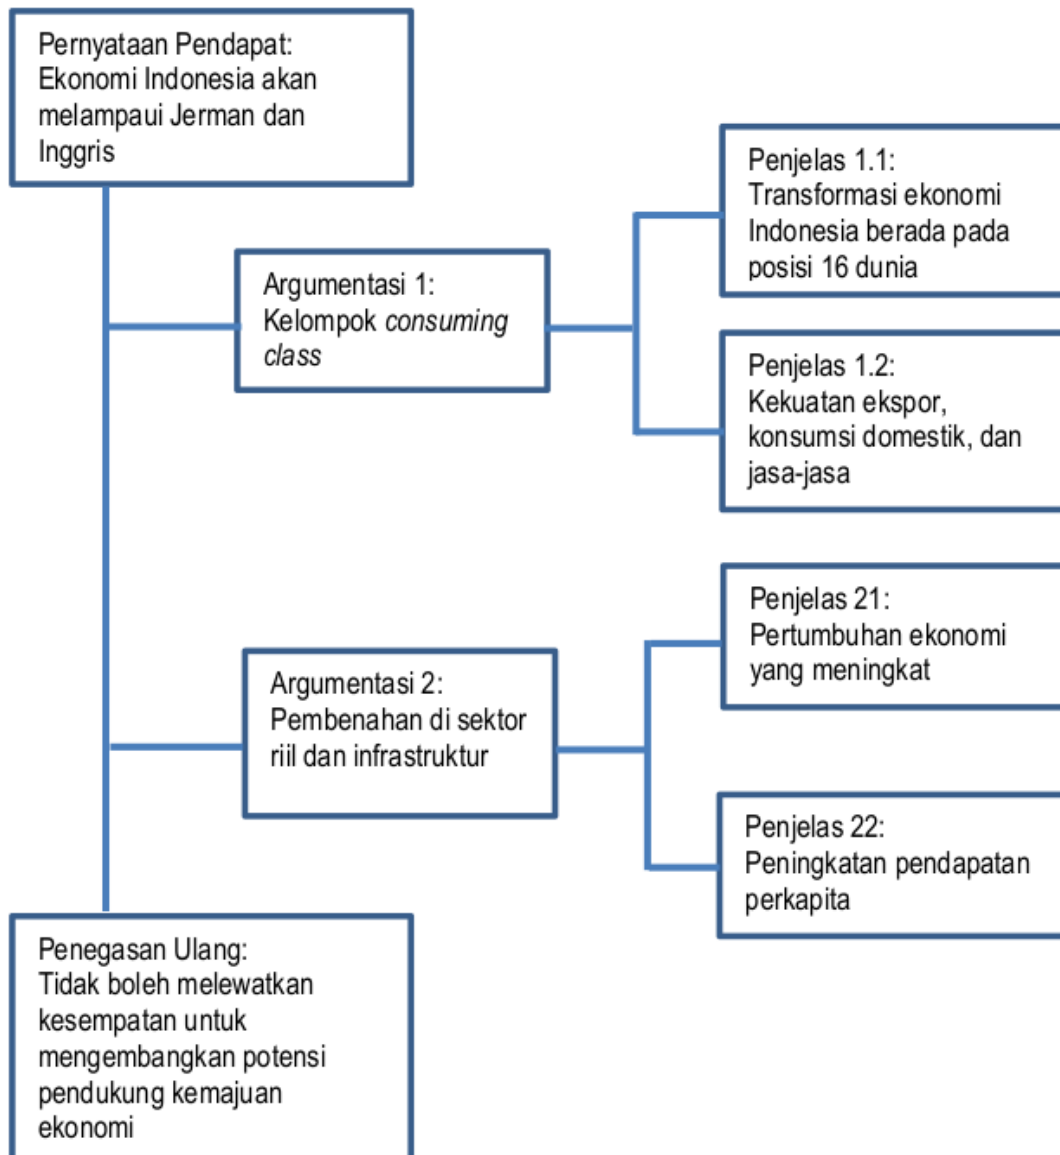 Pernyataan Pendapat:
Ekonomi Indonesia akan
melampaui Jerman dan
Inggris
Argumentasi 1:
Kelompok consuming
class
Penjelas 1.1:
Transformasi ekonomi
Indonesia berada pada
posisi 16 dunia
Penjelas 1.2:
Kekuatan ekspor,
konsumsi domestik, dan
jasa-jasa
Argumentasi 2:
Pembenahan di sektor
riil dan infrastruktur
Penjelas 21:
Pertumbuhan ekonomi
yang meningkat
Penjelas 22:
Peningkatan pendapatan
perkapita
Penegasan Ulang:
Tidak boleh melewatkan
kesempatan untuk
mengembangkan potensi
pendukung kemajuan
ekonomi